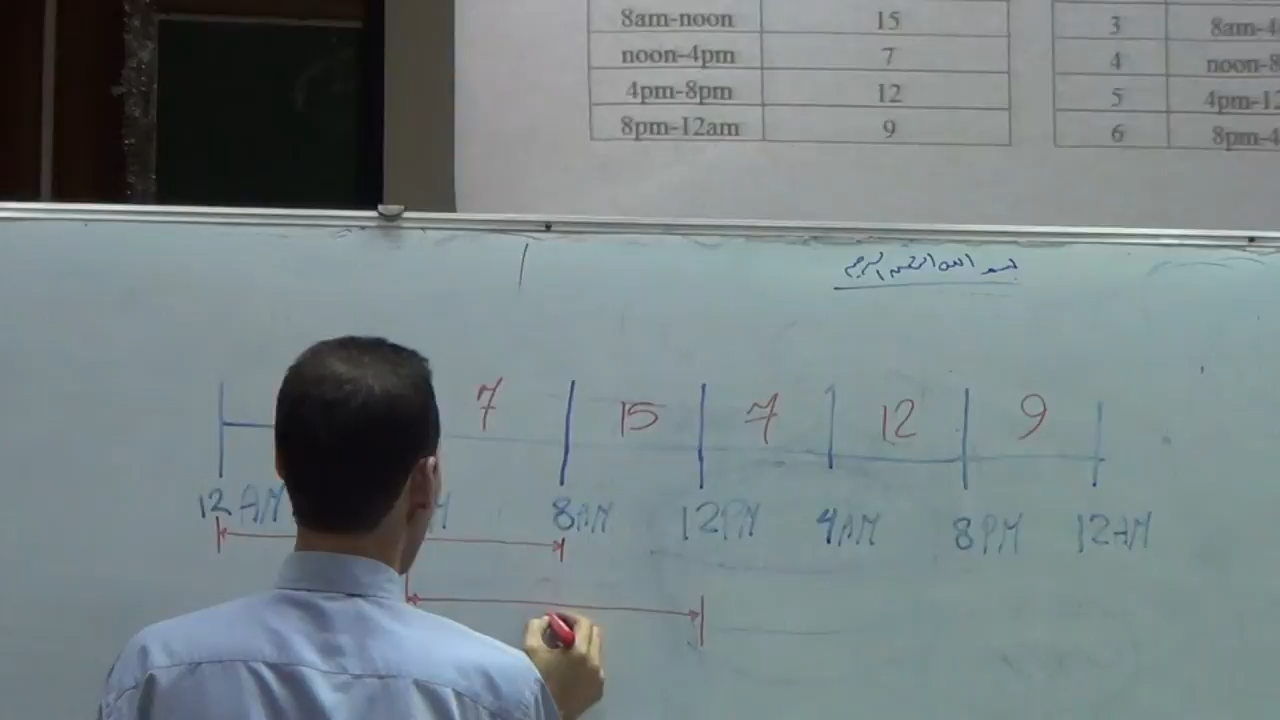 8am-noon 15
noon-4pm 7
4pm-8pm 12
8pm-12am 9
3 8am-4
4 noon-8
5 4pm-12
6 8pm-4
بسم الله الرحمن الرحيم
7 15 7 12 9
12 AM M 8AM 12PM 4AM 8PM 12AM